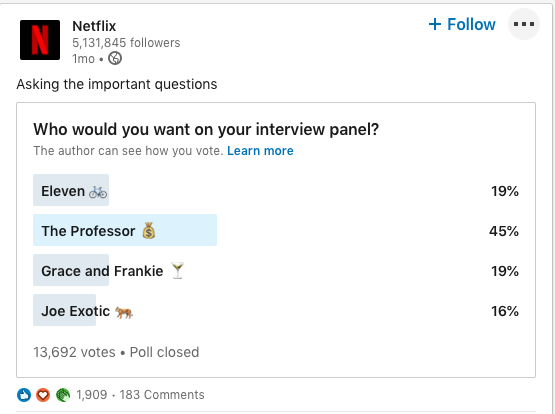 Netflix
+ Follow
5,131,845 followers
1mo •
Asking the important questions
Who would you want on your interview panel?
The author can see how you vote. Learn more
Eleven 🚲 19%
The Professor 💰 45%
Grace and Frankie 🍸 19%
Joe Exotic 🐅 16%
13,692 votes • Poll closed
1,909 · 183 Comments